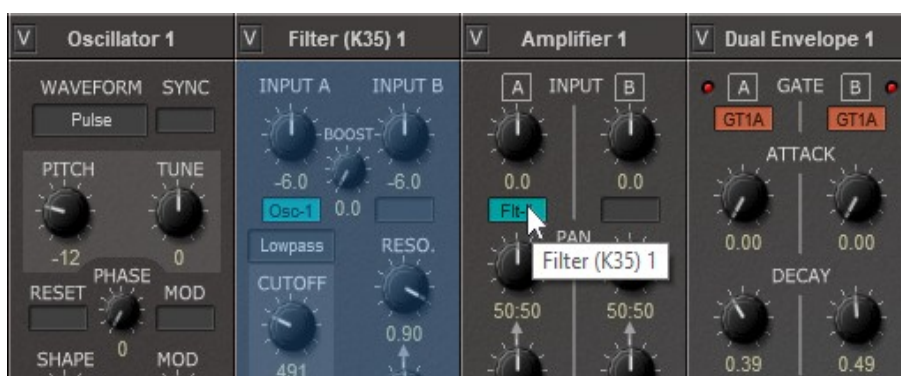 V Oscillator 1
WAVEFORM SYNC
Pulse
PITCH TUNE
-12 0
PHASE
RESET MOD
0
SHAPE MOD
V Filter (K35) 1
INPUT A INPUT B
BOOST
-6.0 -6.0
Osc-1 0.0
Lowpass RESO.
CUTOFF
0.90
491
V Amplifier 1
A INPUT B
0.0 0.0
Flt-
PAN
Filter (K35) 1
50:50 50:50
V Dual Envelope 1
A GATE B
GT1A GT1A
ATTACK
0.00 0.00
DECAY
0.39 0.49